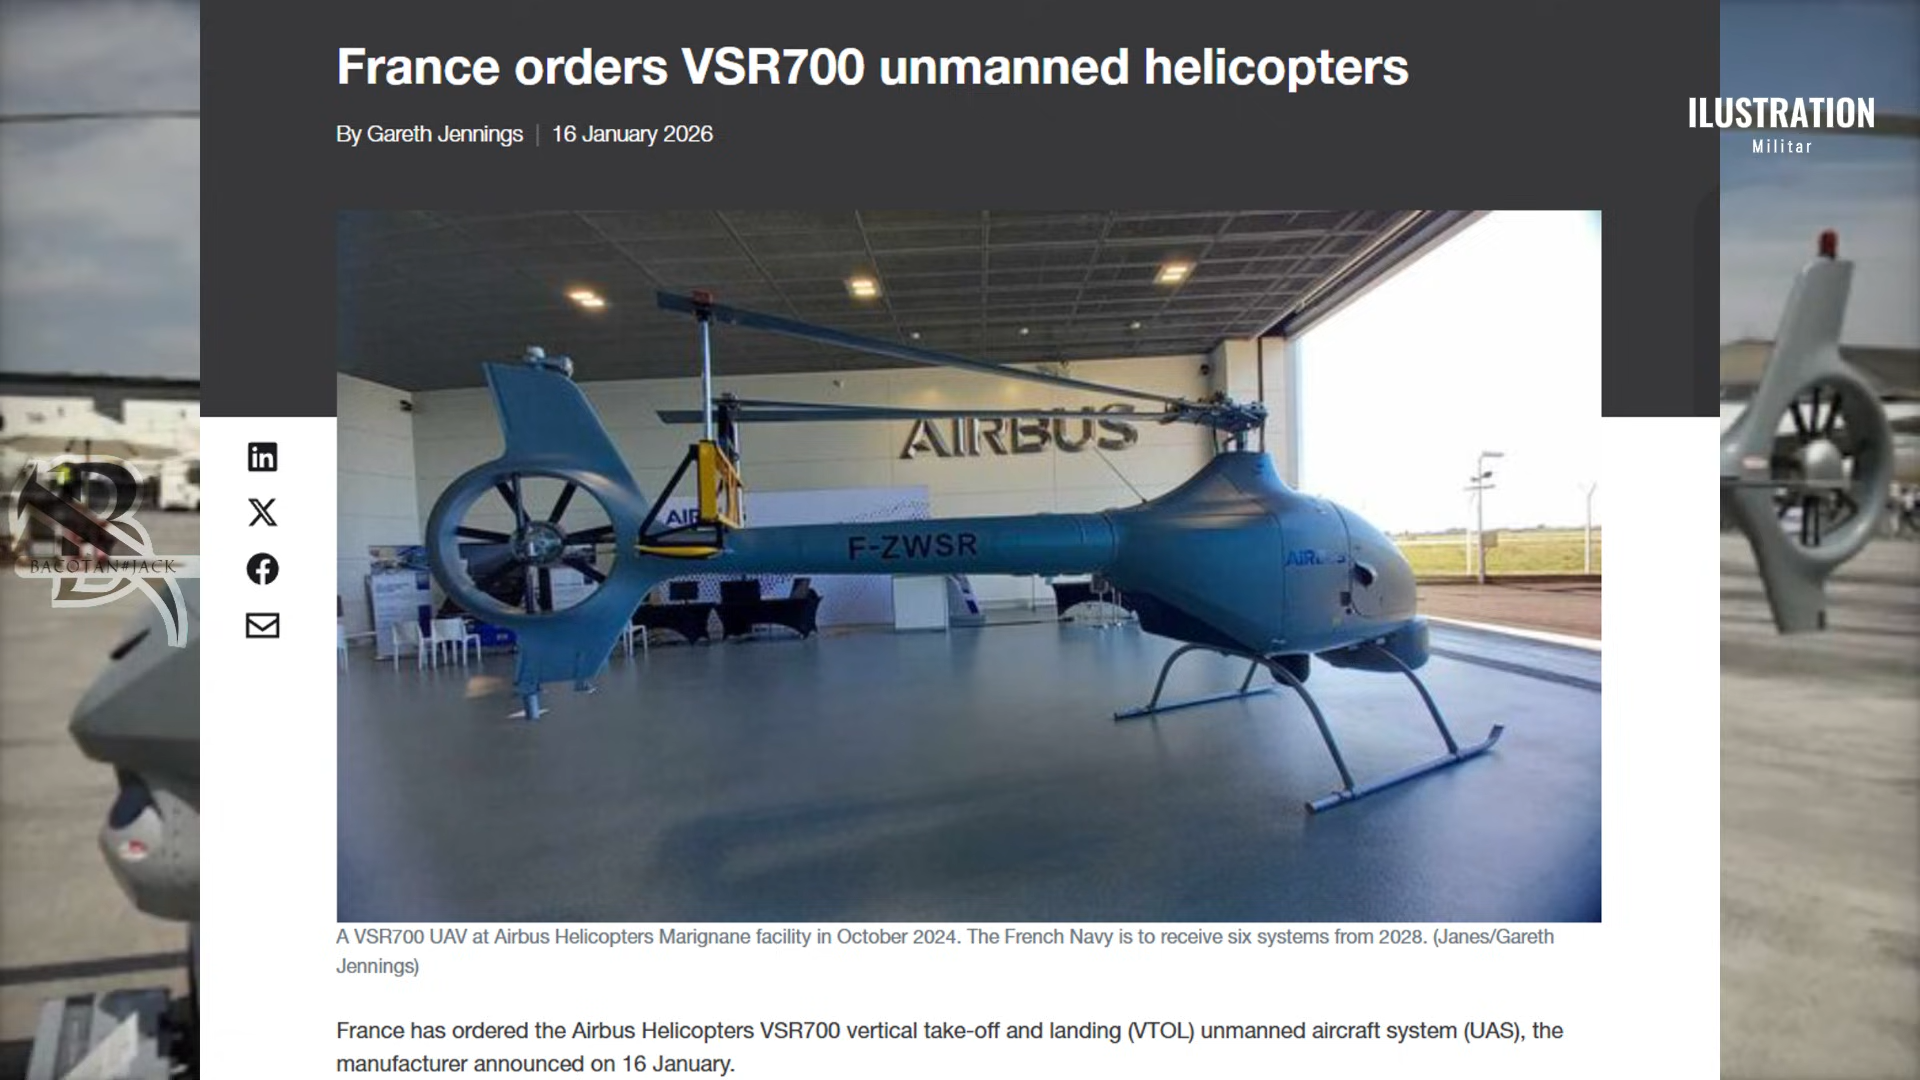 France orders VSR700 unmanned helicopters
By Gareth Jennings | 16 January 2026
ILUSTRATION
Militar
AIRBUS
AIR
F-ZWSR
AIRBUS
BACOTAN#JACK
A VSR700 UAV at Airbus Helicopters Marignane facility in October 2024. The French Navy is to receive six systems from 2028. (Janes/Gareth
Jennings)
France has ordered the Airbus Helicopters VSR700 vertical take-off and landing (VTOL) unmanned aircraft system (UAS), the
manufacturer announced on 16 January.